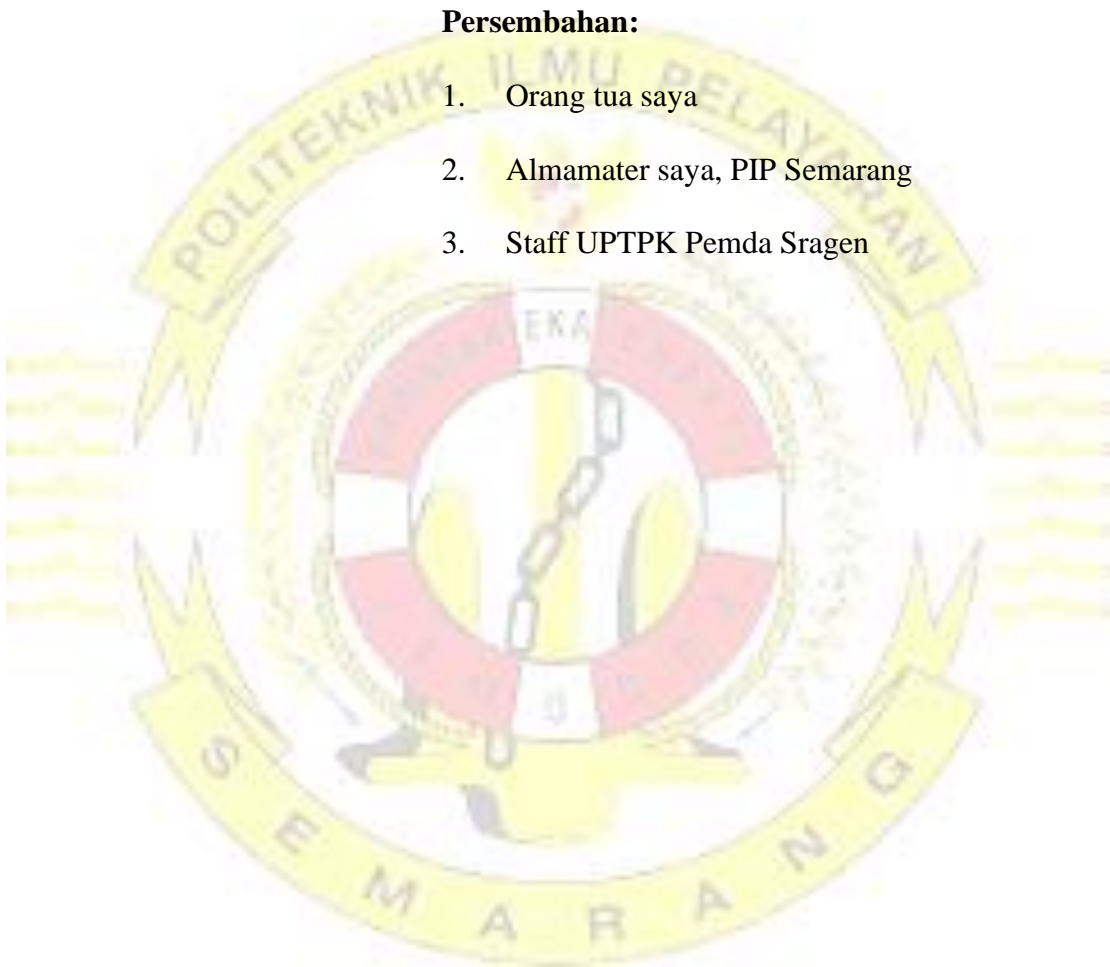 Persembahan:
POLITEKNIK ILMU PELAYARAN
1. Orang tua saya
2. Almamater saya, PIP Semarang
3. Staff UPTPK Pemda Sragen
EKA
SEMARANG